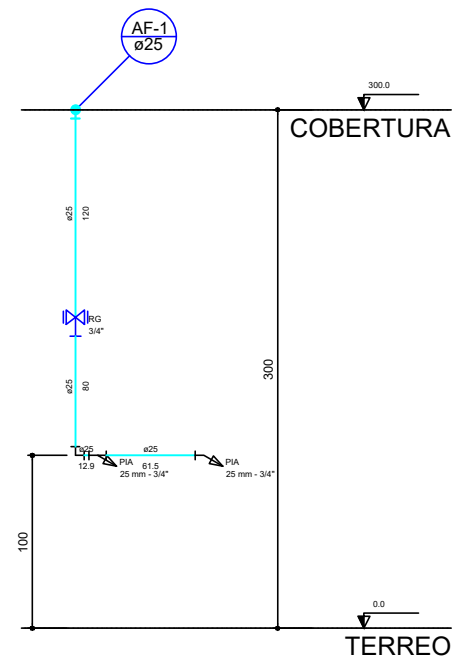 AF-1
ø25
300.0
COBERTURA
ø25
120
RG
3/4"
300
ø25
80
ø25
12.9
PIA
25 mm - 3/4"
ø25
61.5
PIA
25 mm - 3/4"
100
0.0
TERREO